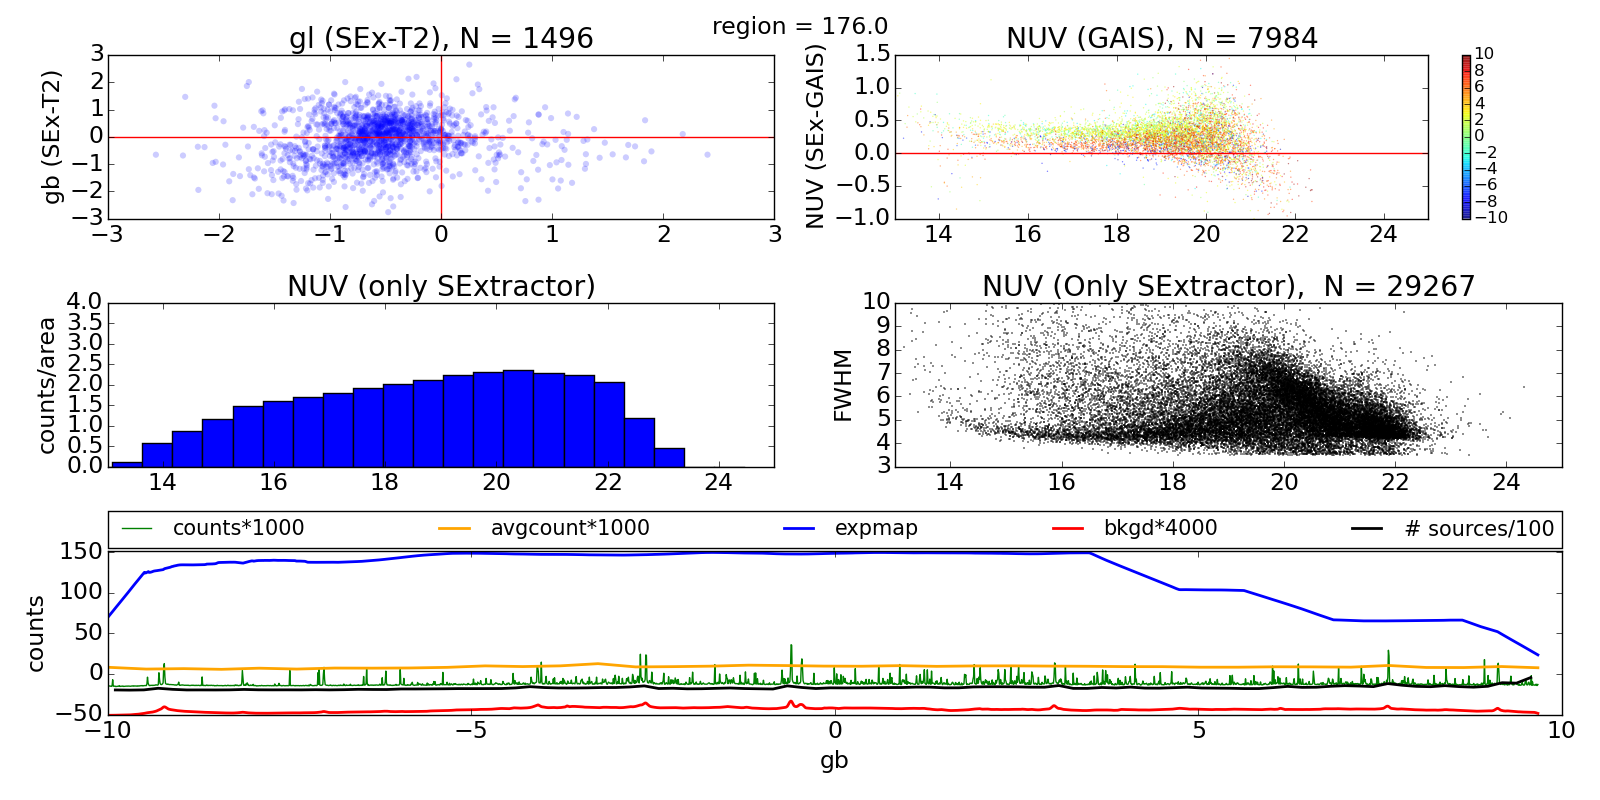 region = 176.0
gl (SEx-T2), N = 1496
3
2
1
0
−1
−2
−3
gb (SEx-T2)
−3 −2 −1 0 1 2 3
NUV (GAIS), N = 7984
1.5
1.0
0.5
0.0
−0.5
−1.0
NUV (SEx-GAIS)
14 16 18 20 22 24
10
8
6
4
2
0
−2
−4
−6
−8
−10
NUV (only SExtractor)
4.0
3.5
3.0
2.5
2.0
1.5
1.0
0.5
0.0
counts/area
14 16 18 20 22 24
NUV (Only SExtractor), N = 29267
10
9
8
7
6
5
4
3
FWHM
14 16 18 20 22 24
counts*1000 avgcount*1000 expmap bkgd*4000 # sources/100
150
100
50
0
−50
counts
−10 −5 0 5 10
gb